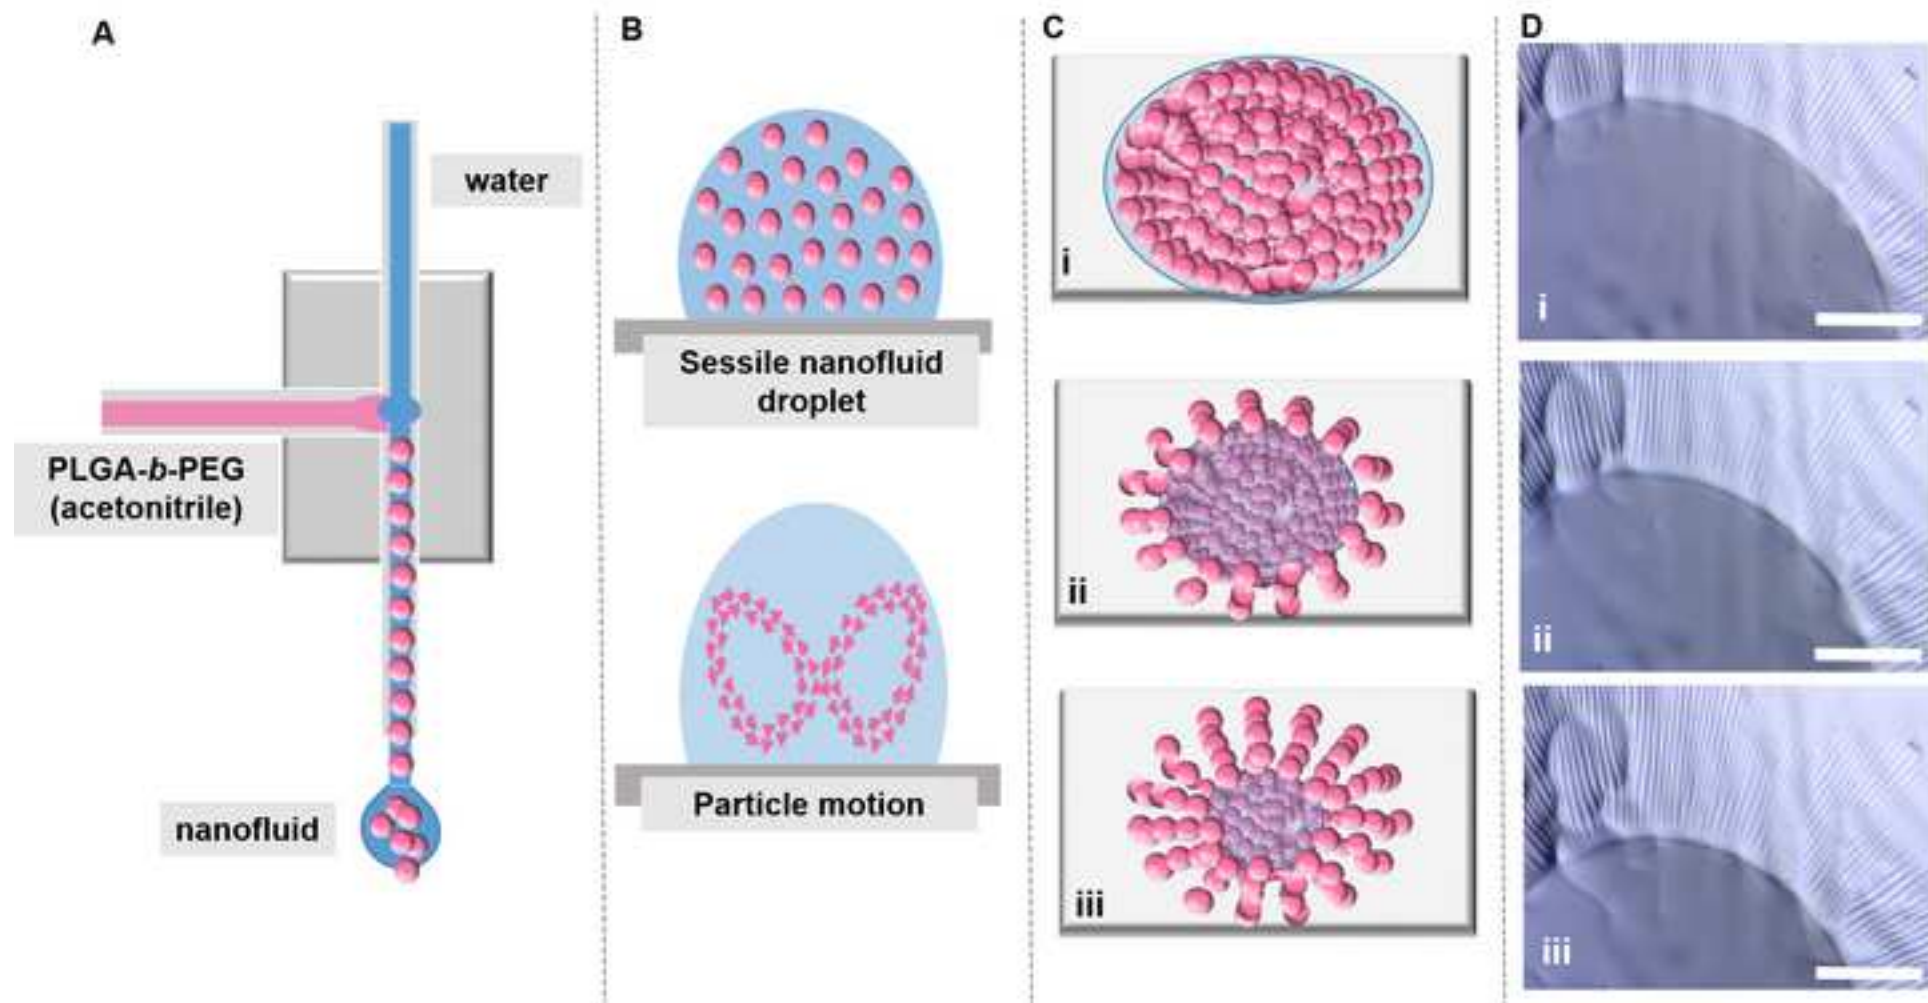 A
water
PLGA-b-PEG
(acetonitrile)
nanofluid
B
Sessile nanofluid
droplet
Particle motion
C
i
ii
iii
D
i
ii
iii